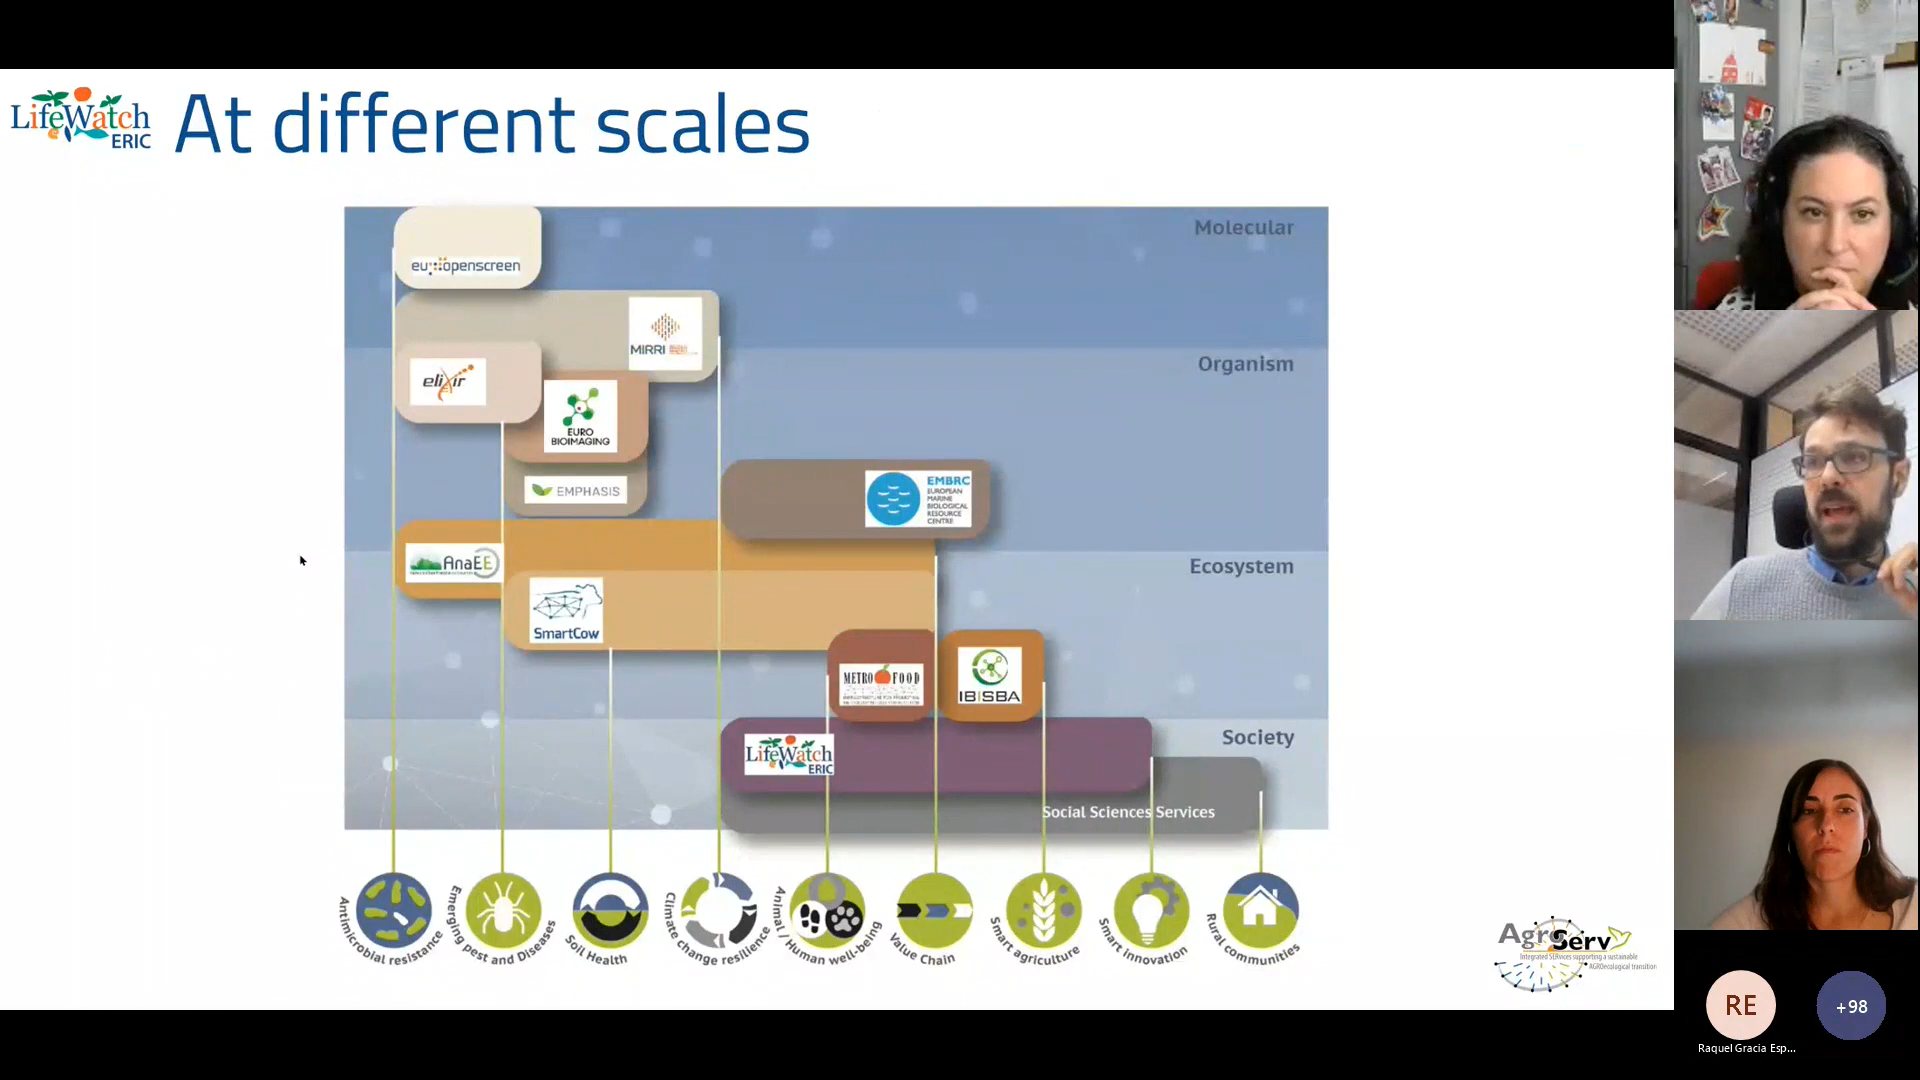 LifeWatch
ERIC
At different scales
Molecular
eu openscreen
MIRRI
Organism
elixir
EURO
BIOIMAGING
EMPHASIS
EMBRC
EUROPEAN
MARINE
BIOLOGICAL
RESOURCE
CENTRE
Ecosystem
AnaEE
SmartCow
METROFOOD
IBISBA
Society
LifeWatch
ERIC
Social Sciences Services
Antimicrobial resistance
Emerging pest and Diseases
Soil Health
Climate change resilience
Animal / Human well-being
Value Chain
Smart agriculture
Smart innovation
Rural communities
AgroServ
Integrated SERvices supporting a sustainable
AGROecological transition
RE
+98
Raquel Gracia Esp...